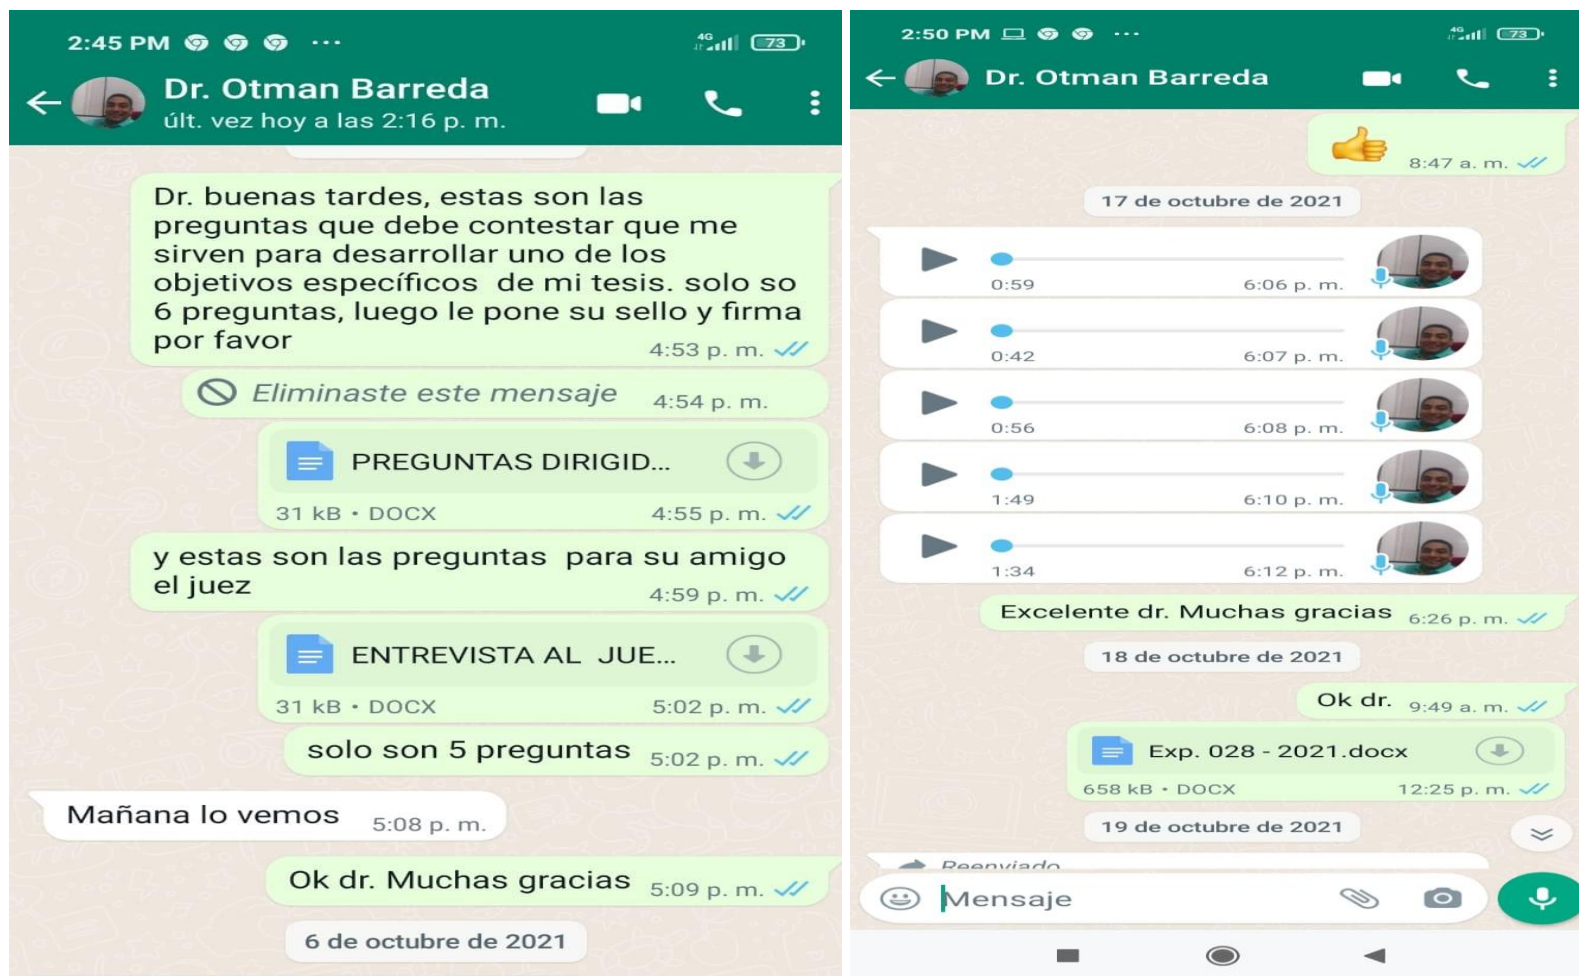 2:45 PM
4G
73
Dr. Otman Barreda
últ. vez hoy a las 2:16 p. m.
Dr. buenas tardes, estas son las
preguntas que debe contestar que me
sirven para desarrollar uno de los
objetivos específicos de mi tesis. solo so
6 preguntas, luego le pone su sello y firma
por favor
4:53 p. m.
Eliminaste este mensaje 4:54 p. m.
PREGUNTAS DIRIGID...
31 kB • DOCX 4:55 p. m.
y estas son las preguntas para su amigo
el juez
4:59 p. m.
ENTREVISTA AL JUE...
31 kB • DOCX 5:02 p. m.
solo son 5 preguntas 5:02 p. m.
Mañana lo vemos 5:08 p. m.
Ok dr. Muchas gracias 5:09 p. m.
6 de octubre de 2021
2:50 PM
4G
73
Dr. Otman Barreda
8:47 a. m.
17 de octubre de 2021
0:59 6:06 p. m.
0:42 6:07 p. m.
0:56 6:08 p. m.
1:49 6:10 p. m.
1:34 6:12 p. m.
Excelente dr. Muchas gracias 6:26 p. m.
18 de octubre de 2021
Ok dr. 9:49 a. m.
Exp. 028 - 2021.docx
658 kB • DOCX 12:25 p. m.
19 de octubre de 2021
Reenviado
Mensaje